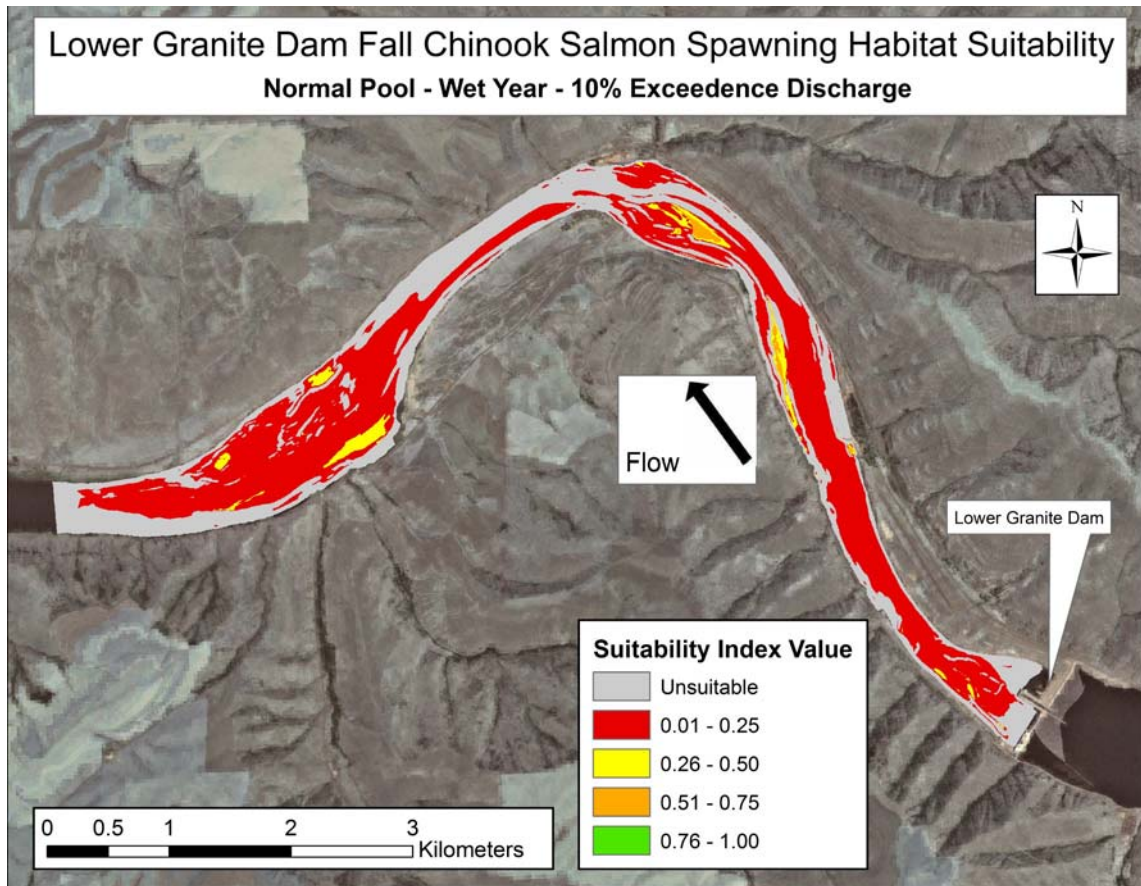 Lower Granite Dam Fall Chinook Salmon Spawning Habitat Suitability
Normal Pool - Wet Year - 10% Exceedence Discharge
N
Flow
Lower Granite Dam
Suitability Index Value
Unsuitable
0.01 - 0.25
0.26 - 0.50
0.51 - 0.75
0.76 - 1.00
0 0.5 1 2 3
Kilometers